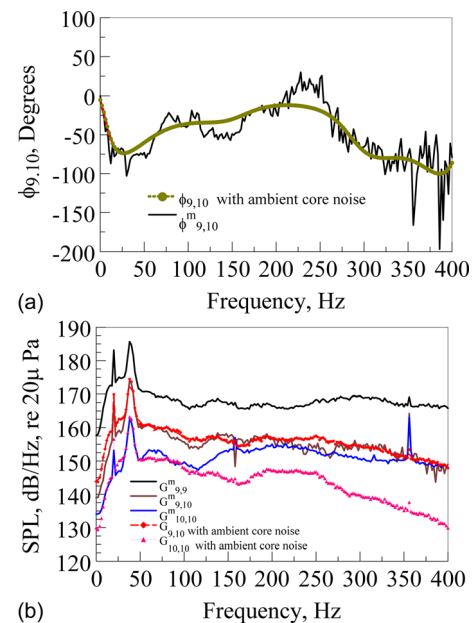 100
50
0
-50
-100
-150
-200
ϕ9,10, Degrees
ϕ9,10 with ambient core noise
ϕm9,10
0 50 100 150 200 250 300 350 400
(a)
Frequency, Hz
190
180
170
160
150
140
130
120
SPL, dB/Hz, re 20μ Pa
Gm9,9
Gm9,10
Gm10,10
G9,10 with ambient core noise
G10,10 with ambient core noise
0 50 100 150 200 250 300 350 400
(b)
Frequency, Hz